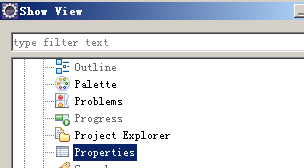 Show View
type filter text
Outline
Palette
Problems
Progress
Project Explorer
Properties